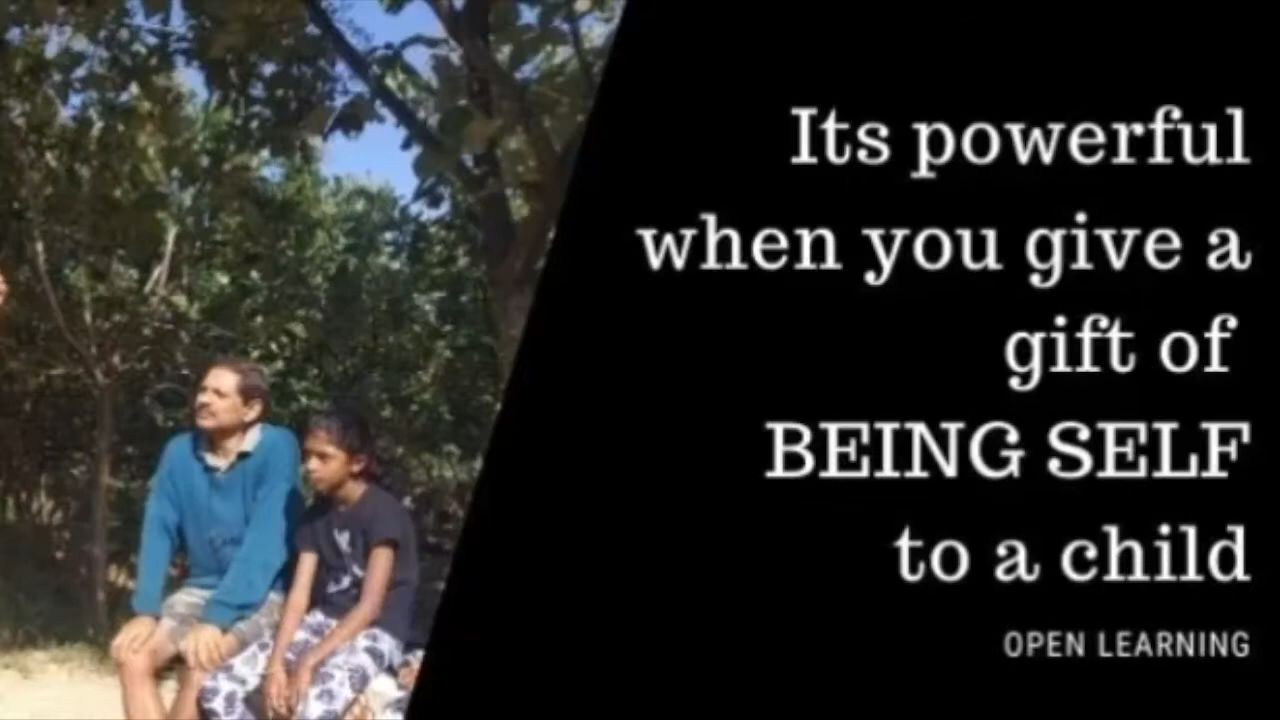 Its powerful
when you give a
gift of
BEING SELF
to a child
OPEN LEARNING